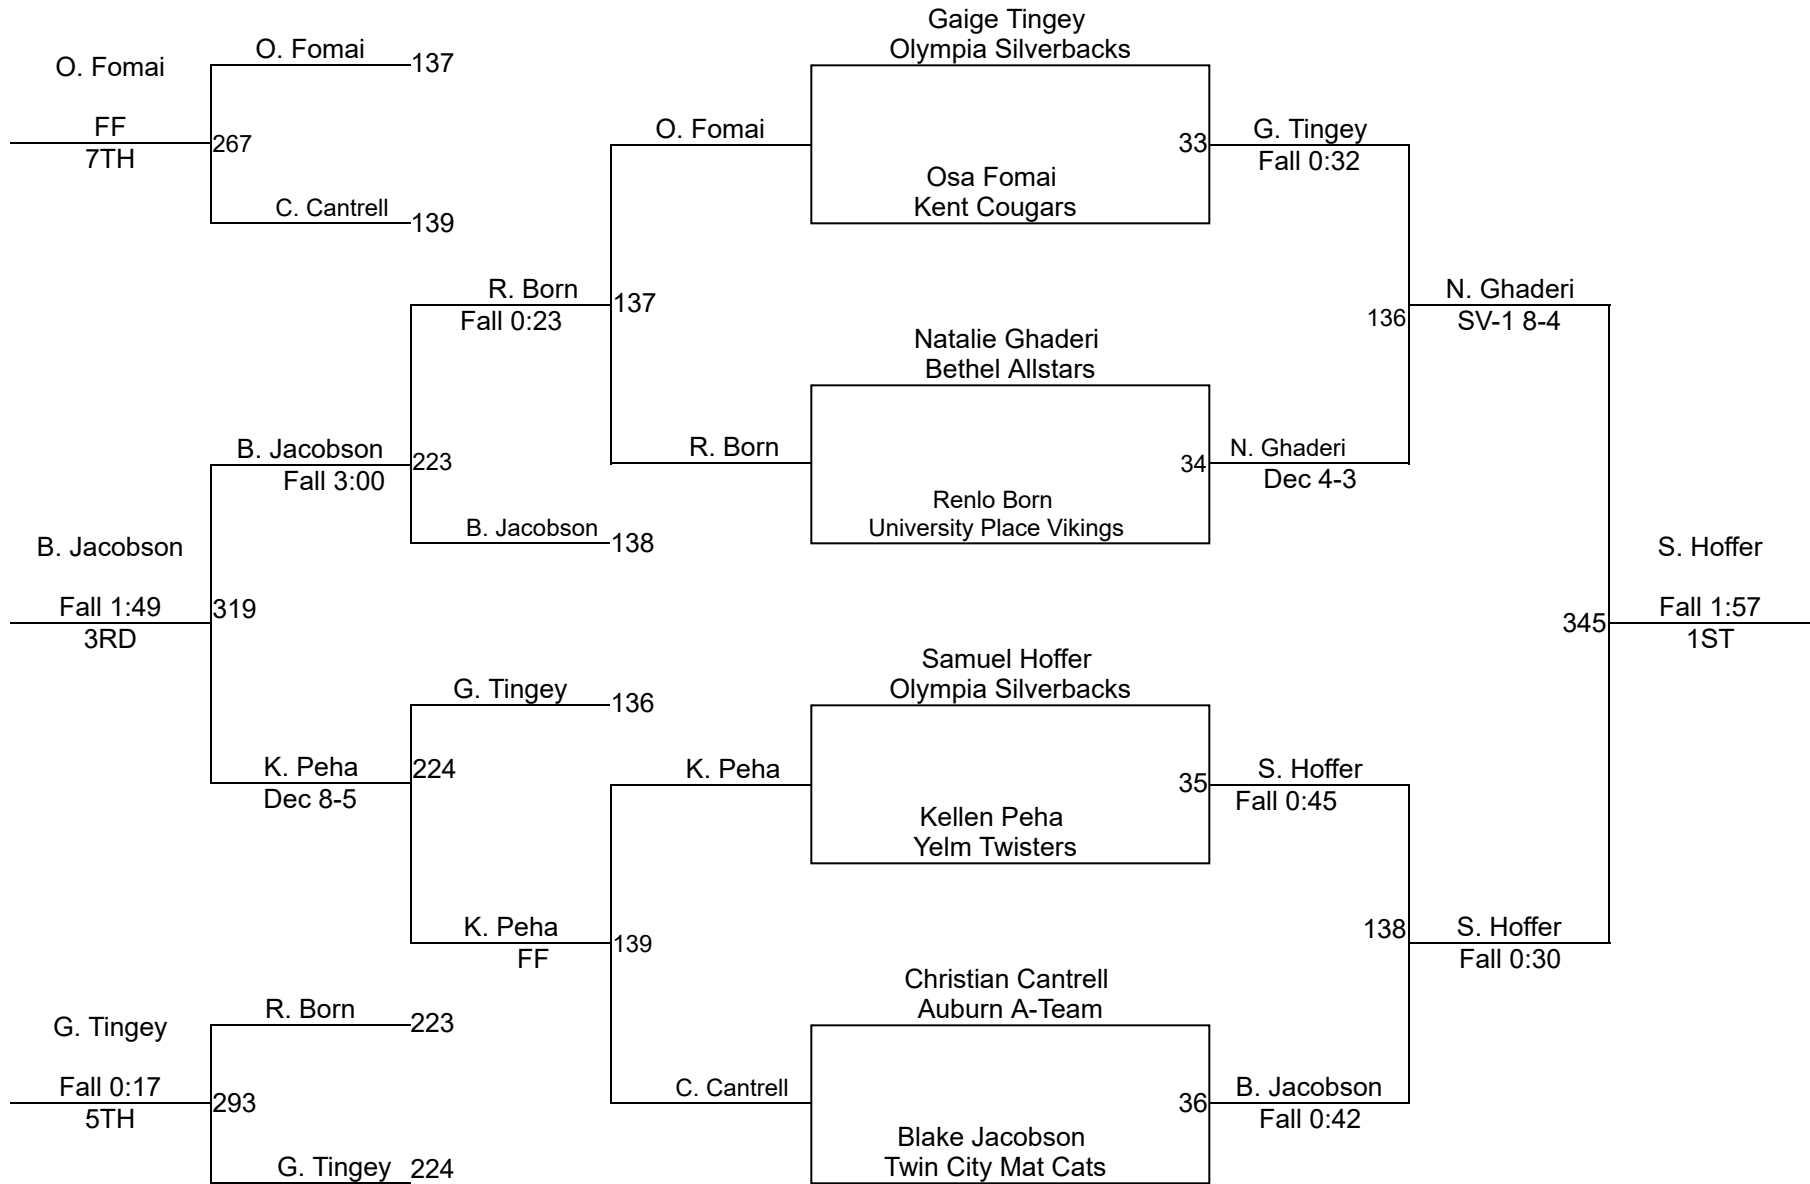 Gaige Tingey
Olympia Silverbacks
O. Fomai
137
O. Fomai
FF
7TH
267
C. Cantrell
139
O. Fomai
33
G. Tingey
Fall 0:32
Osa Fomai
Kent Cougars
R. Born
Fall 0:23
137
136
N. Ghaderi
SV-1 8-4
Natalie Ghaderi
Bethel Allstars
B. Jacobson
Fall 3:00
223
R. Born
34
N. Ghaderi
Dec 4-3
Renlo Born
University Place Vikings
B. Jacobson
138
B. Jacobson
Fall 1:49
3RD
319
S. Hoffer
345
Fall 1:57
1ST
Samuel Hoffer
Olympia Silverbacks
G. Tingey
136
K. Peha
Dec 8-5
224
K. Peha
35
S. Hoffer
Fall 0:45
Kellen Peha
Yelm Twisters
K. Peha
FF
139
138
S. Hoffer
Fall 0:30
Christian Cantrell
Auburn A-Team
R. Born
223
G. Tingey
Fall 0:17
5TH
293
C. Cantrell
36
B. Jacobson
Fall 0:42
Blake Jacobson
Twin City Mat Cats
G. Tingey
224